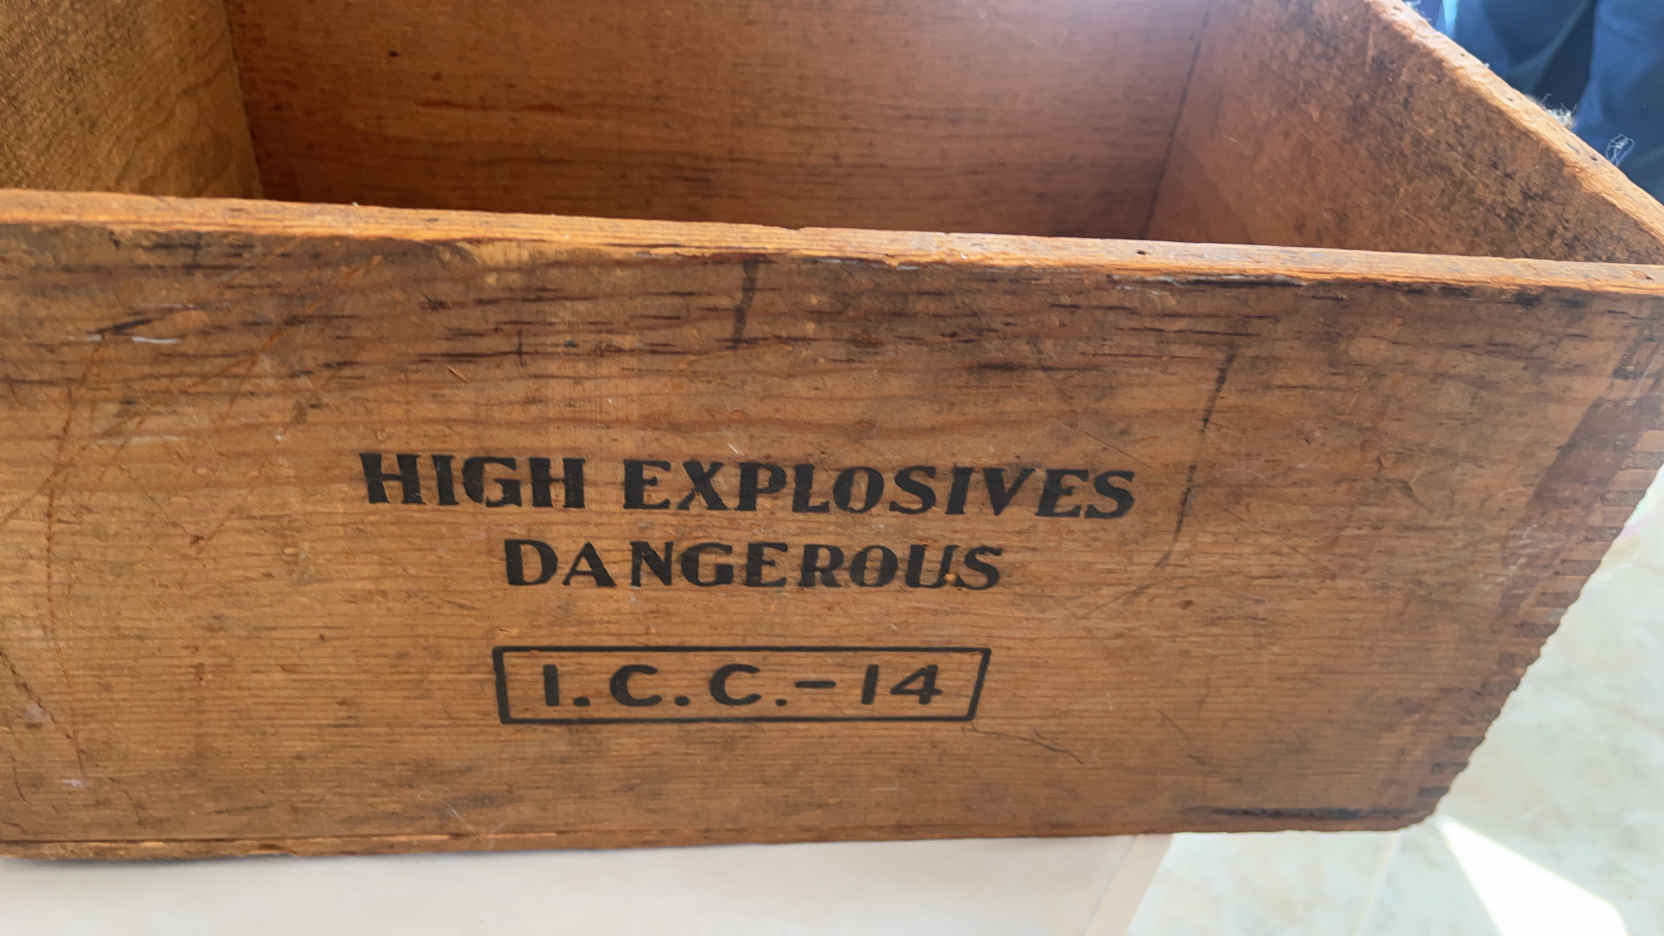 HIGH EXPLOSIVES
DANGEROUS
I.C.C.-14